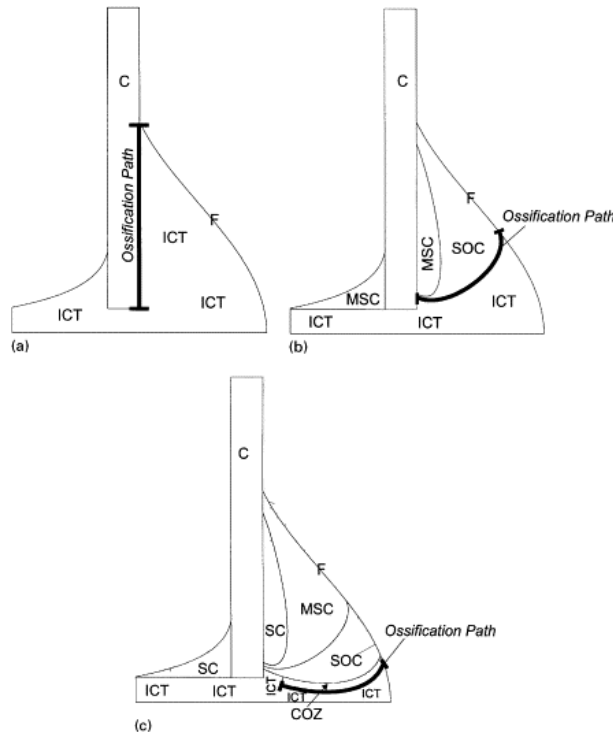 C
Ossification Path
ICT
F
ICT
ICT
(a)
C
F
Ossification Path
MSC
SOC
MSC
ICT
ICT
ICT
(b)
C
F
MSC
SC
Ossification Path
SOC
SC
ICT
ICT
ICT
ICT
ICT
COZ
(c)